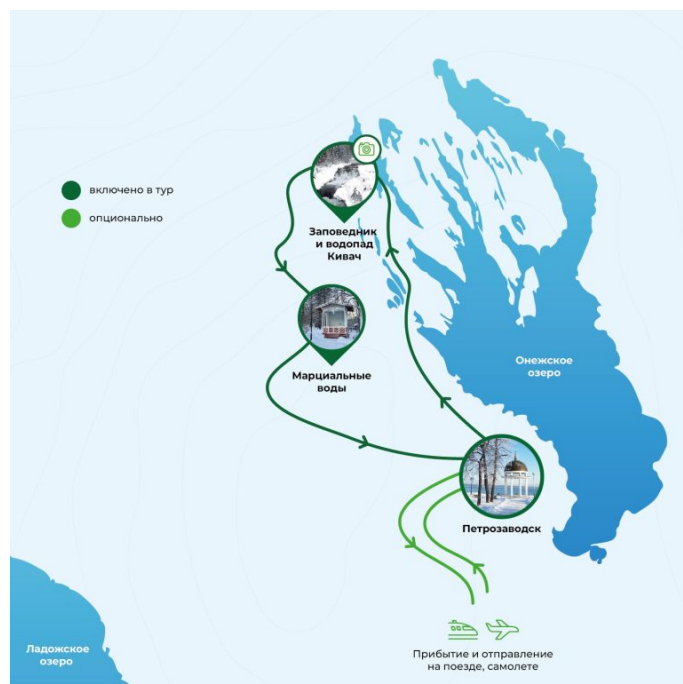 включено в тур
опционально
Заповедник
и водопад
Кивач
Марциальные
воды
Онежское
озеро
Петрозаводск
Ладожское
озеро
Прибытие и отправление
на поезде, самолете